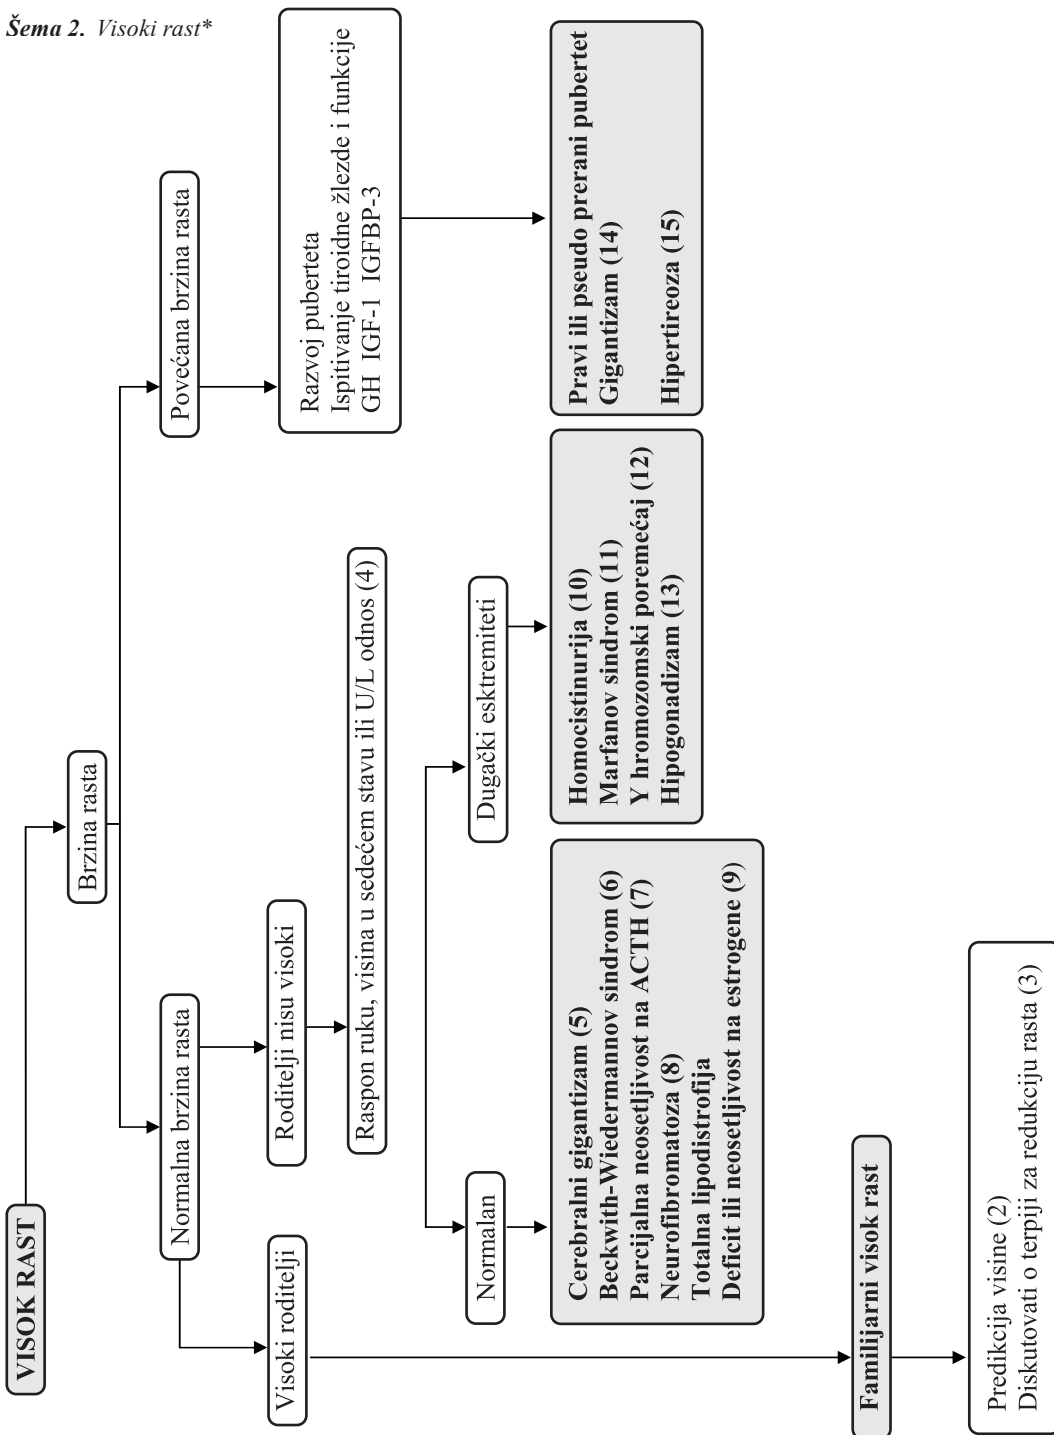 Šema 2. Visoki rast*
VISOK RAST
Brzina rasta
Normalna brzina rasta
Povećana brzina rasta
Visoki roditelji
Roditelji nisu visoki
Razvoj puberteta
Ispitivanje tiroidne žlezde i funkcije
GH IGF-1 IGFBP-3
Raspon ruku, visina u sedećem stavu ili U/L odnos (4)
Normalan
Dugački esktremiteti
Cerebralni gigantizam (5)
Beckwith-Wiedermannov sindrom (6)
Parcijalna neosetljivost na ACTH (7)
Neurofibromatoza (8)
Totalna lipodistrofija
Deficit ili neosetljivost na estrogene (9)
Homocistinurija (10)
Marfanov sindrom (11)
Y hromozomski poremećaj (12)
Hipogonadizam (13)
Pravi ili pseudo prerani pubertet
Gigantizam (14)
Hipertireoza (15)
Familijarni visok rast
Predikcija visine (2)
Diskutovati o terpiji za redukciju rasta (3)